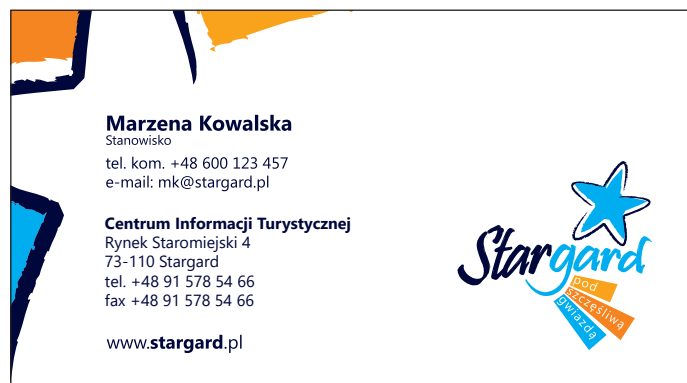 Marzena Kowalska
Stanowisko
tel. kom. +48 600 123 457
e-mail: mk@stargard.pl
Centrum Informacji Turystycznej
Rynek Staromiejski 4
73-110 Stargard
tel. +48 91 578 54 66
fax +48 91 578 54 66
www.stargard.pl
Stargard
pod
szczęśliwą
gwiazdą